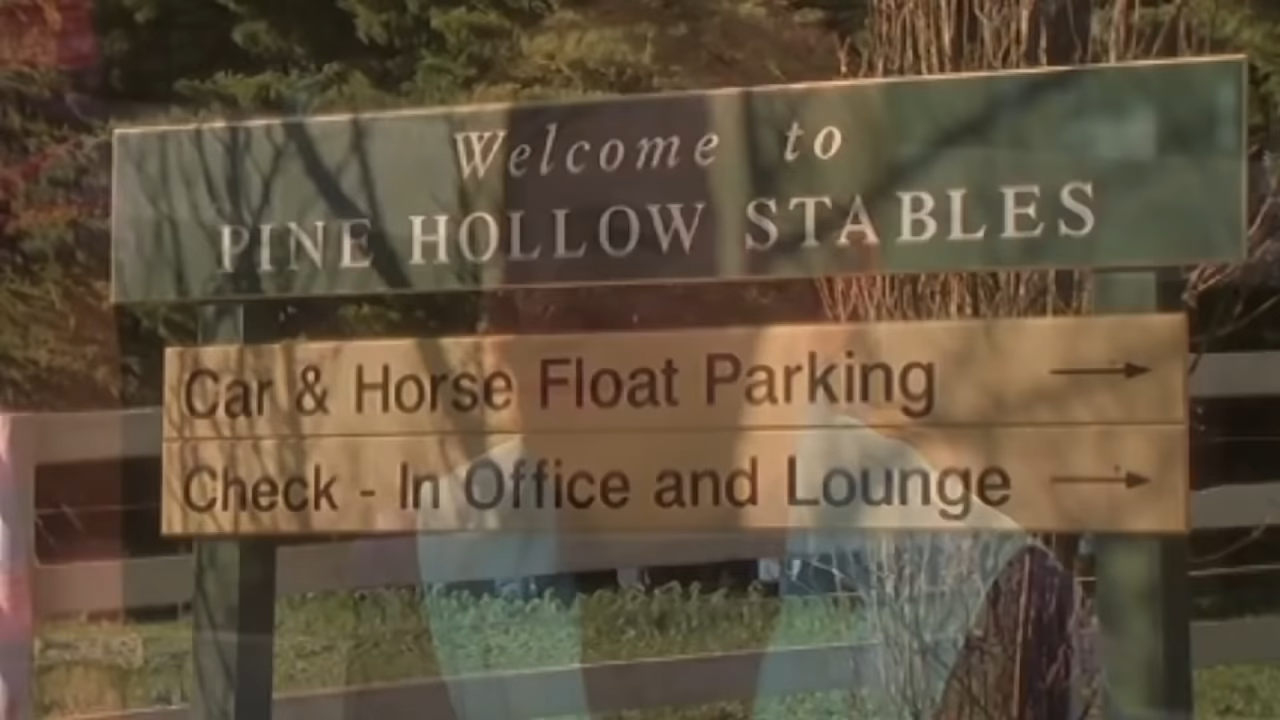 Welcome to
PINE HOLLOW STABLES
Car & Horse Float Parking
Check - In Office and Lounge